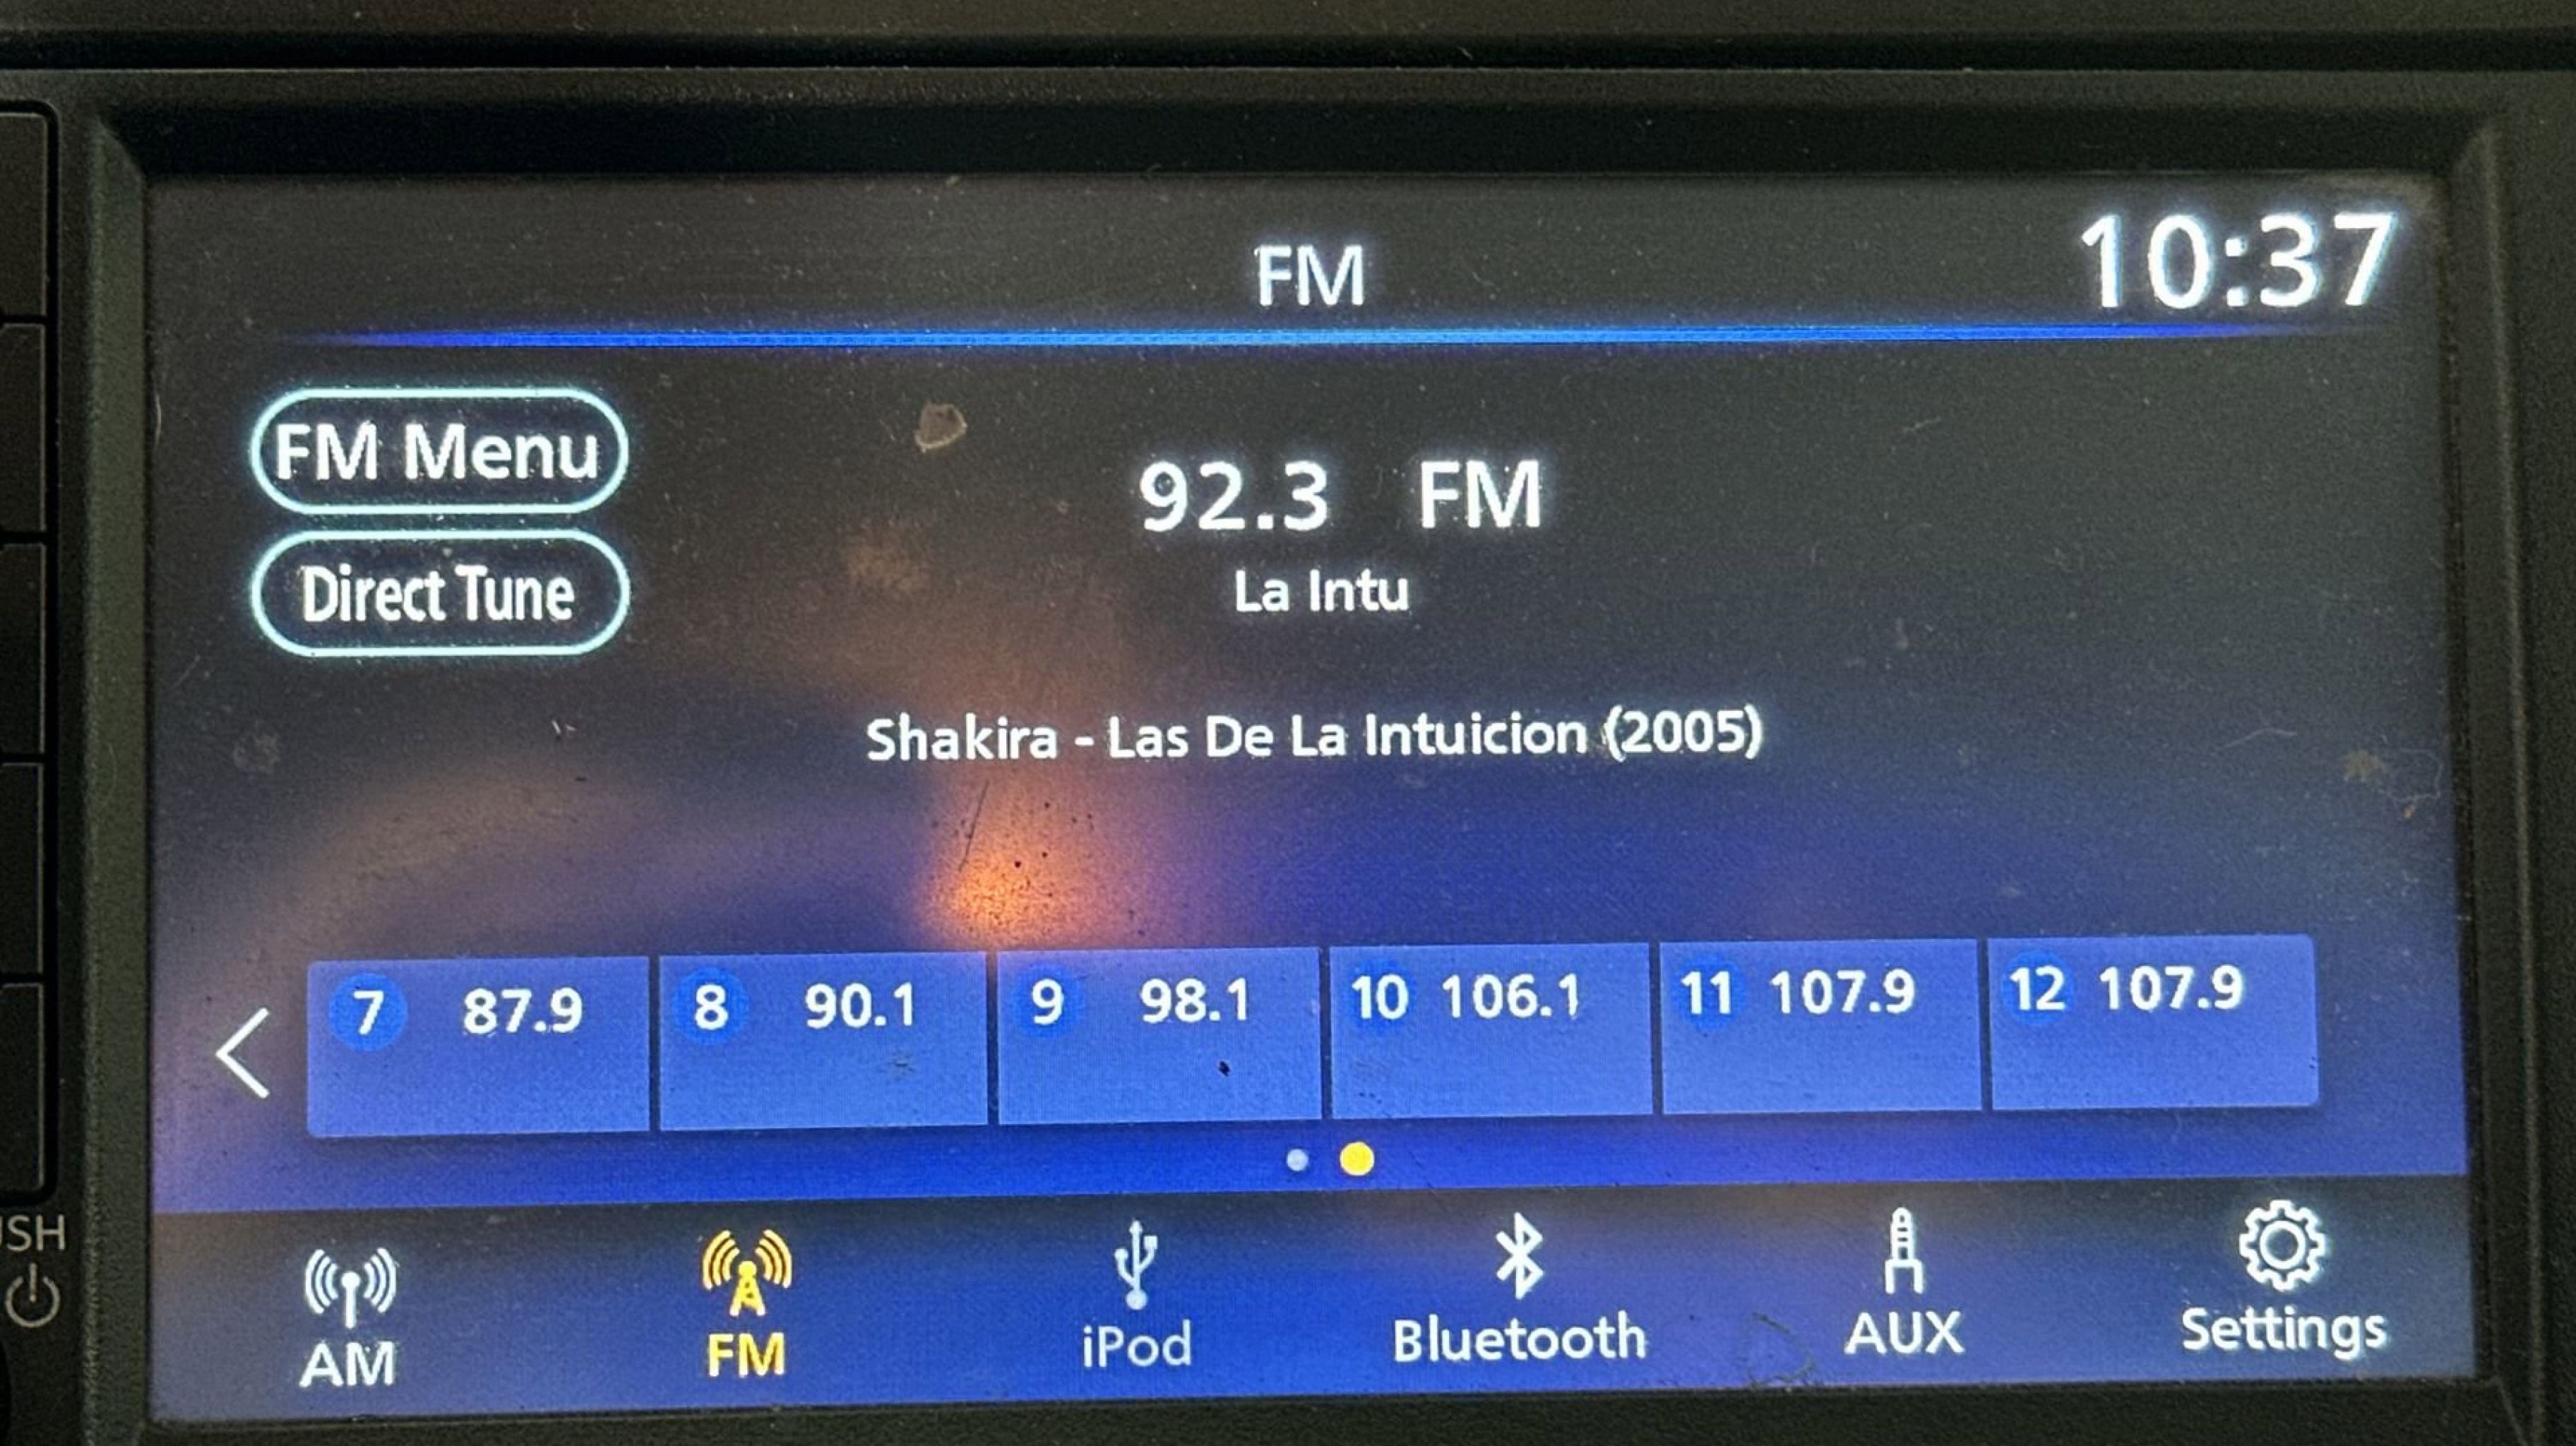 FM
10:37
FM Menu
92.3 FM
La Intu
Direct Tune
Shakira - Las De La Intuicion (2005)
7 87.9
8 90.1
9 98.1
10 106.1
11 107.9
12 107.9
AM
FM
iPod
Bluetooth
AUX
Settings